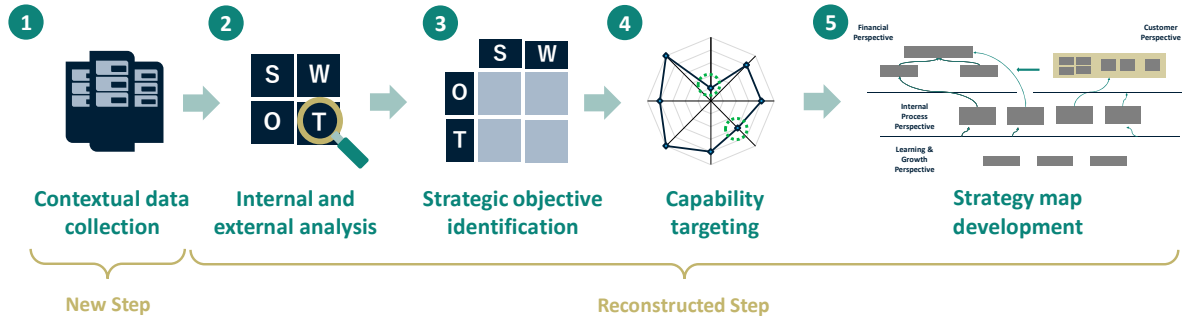 1
2
3
4
5
S W
O T
S W
O
T
Financial
Perspective
Customer
Perspective
Internal
Process
Perspective
Learning &
Growth
Perspective
Contextual data
collection
Internal and
external analysis
Strategic objective
identification
Capability
targeting
Strategy map
development
New Step
Reconstructed Step